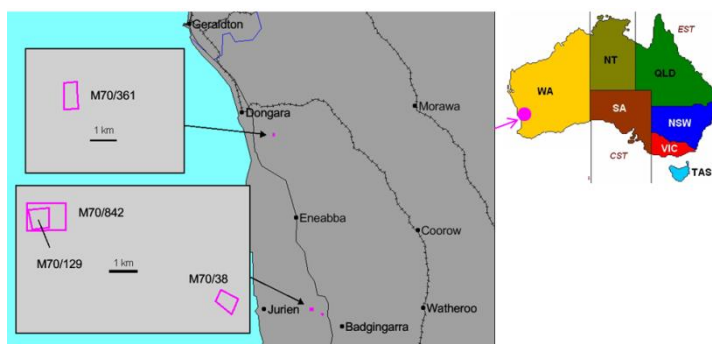 Geraldton
M70/361
1 km
Dongara
Morawa
M70/842
M70/129
1 km
M70/38
Eneabba
Coorow
Jurien
Watheroo
Badgingarra
EST
NT
QLD
WA
SA
NSW
VIC
CST
TAS